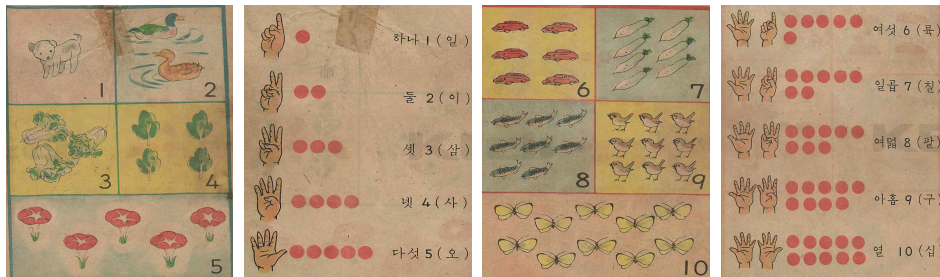 1
2
3
4
5
하나 1 (일)
둘 2 (이)
셋 3 (삼)
넷 4 (사)
다섯 5 (오)
6
7
8
9
10
여섯 6 (륙)
일곱 7 (칠
여덟 8 (팔)
아홉 9 (구
열 10 (십